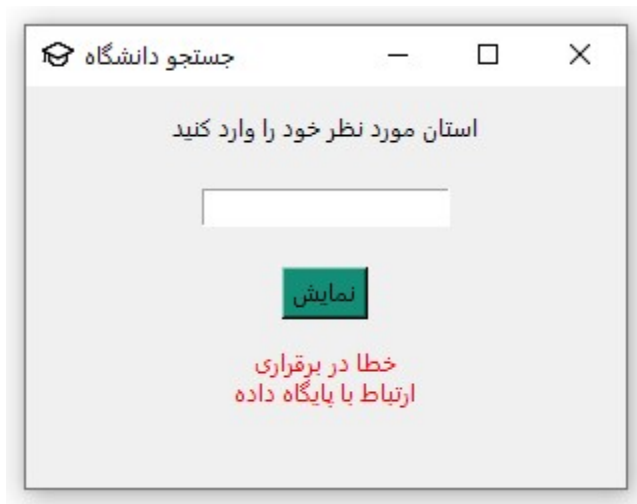 جستجو دانشگاه
استان مورد نظر خود را وارد کنید
نمایش
خطا در برقراری
ارتباط با پایگاه داده